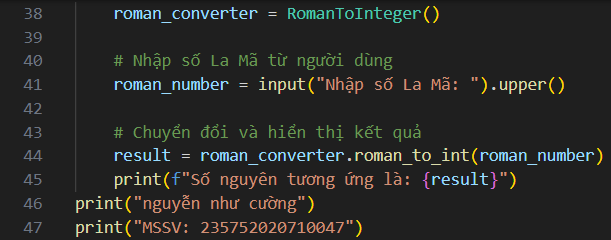 38 roman_converter = RomanToInteger()
39
40 # Nhập số La Mã từ người dùng
41 roman_number = input("Nhập số La Mã: ").upper()
42
43 # Chuyển đổi và hiển thị kết quả
44 result = roman_converter.roman_to_int(roman_number)
45 print(f"Số nguyên tương ứng là: {result}")
46 print("nguyễn như cường")
47 print("MSSV: 235752020710047")